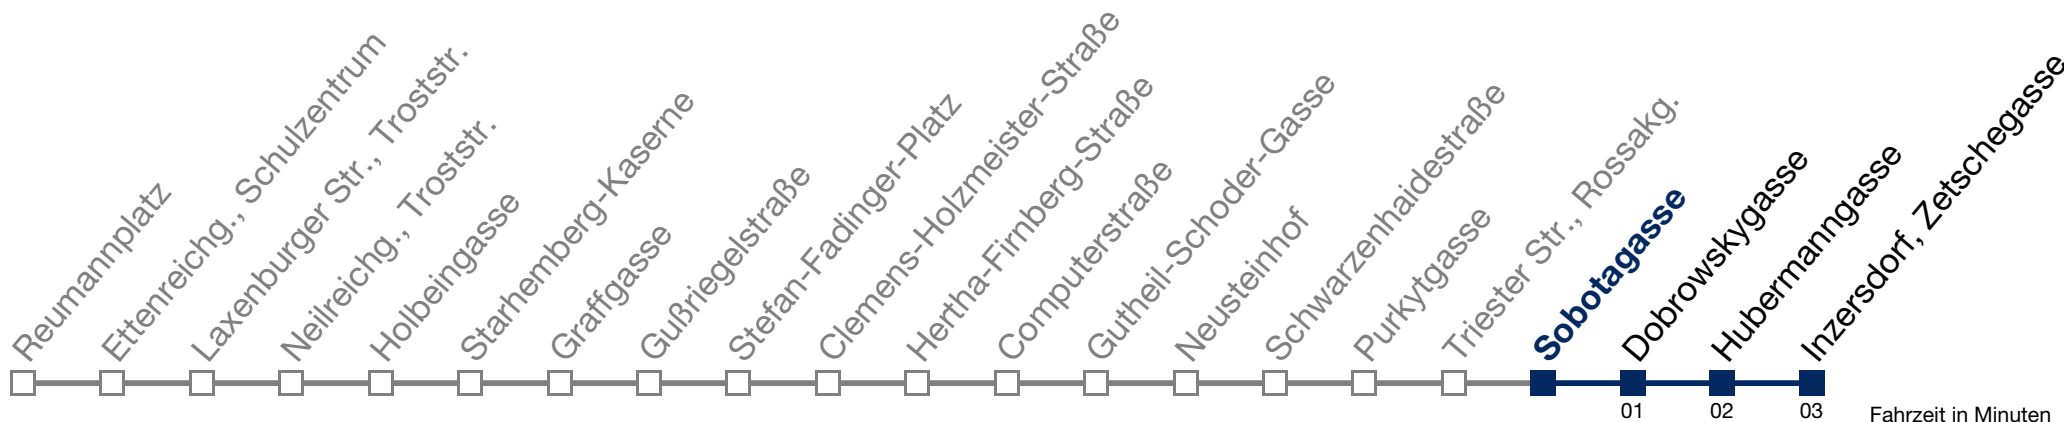 Reumannplatz
Ettenreichg., Schulzentrum
Laxenburger Str., Troststr.
Neilreichg., Troststr.
Holbeingasse
Starhemberg-Kaserne
Graffgasse
Gußriegelstraße
Stefan-Fadinger-Platz
Clemens-Holzmeister-Straße
Hertha-Firnberg-Straße
Computerstraße
Gutheil-Schoder-Gasse
Neusteinhof
Schwarzenhaidestraße
Purkytgasse
Triester Str., Rossakg.
Sobotagasse
Dobrowskygasse
Hubermanngasse
Inzersdorf, Zetschegasse
01
02
03
Fahrzeit in Minuten